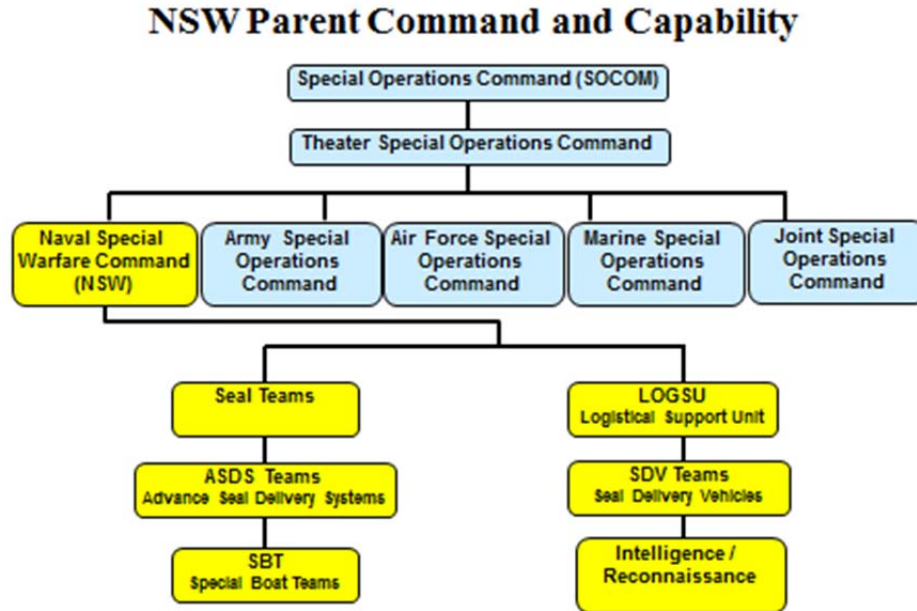 NSW Parent Command and Capability
Special Operations Command (SOCOM)
Theater Special Operations Command
Naval Special
Warfare Command
(NSW)
Army Special
Operations
Command
Air Force Special
Operations
Command
Marine Special
Operations
Command
Joint Special
Operations
Command
Seal Teams
LOGSU
Logistical Support Unit
ASDS Teams
Advance Seal Delivery Systems
SDV Teams
Seal Delivery Vehicles
SBT
Special Boat Teams
Intelligence /
Reconnaissance